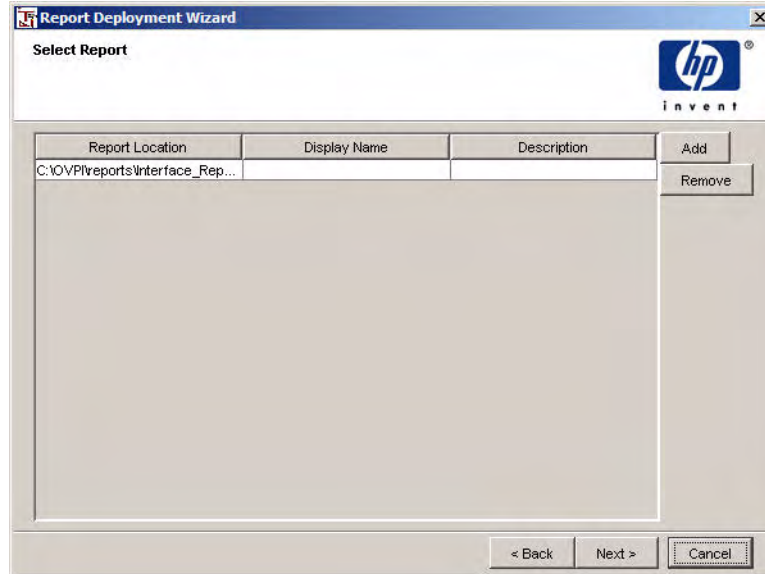 Report Deployment Wizard
Select Report
hp
®
invent
Report Location Display Name Description
Add
C:\OVPI\reports\Interface_Rep...
Remove
< Back Next > Cancel